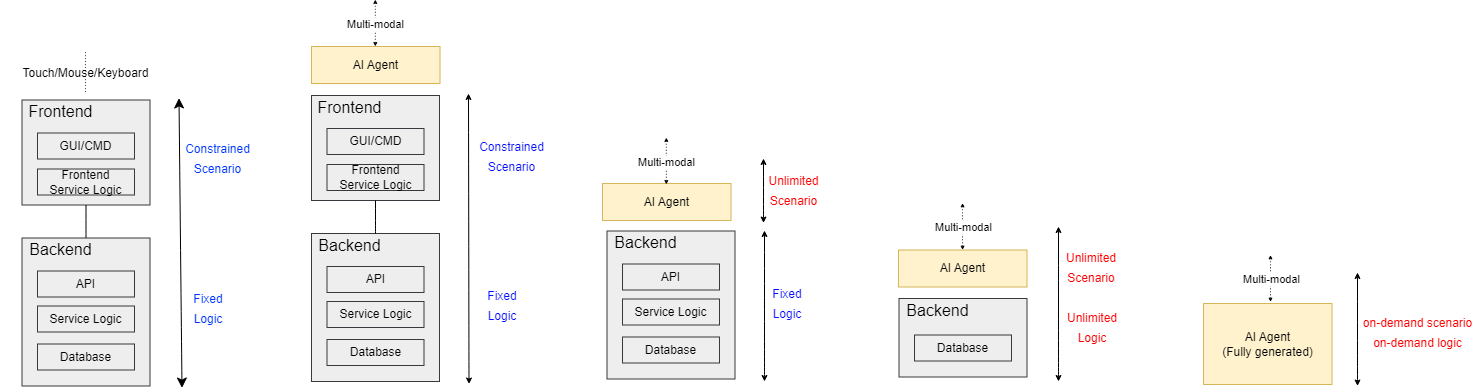 Touch/Mouse/Keyboard
Frontend
GUI/CMD
Frontend
Service Logic
Backend
API
Service Logic
Database
Constrained
Scenario
Fixed
Logic
Multi-modal
AI Agent
Frontend
GUI/CMD
Frontend
Service Logic
Backend
API
Service Logic
Database
Constrained
Scenario
Fixed
Logic
Multi-modal
AI Agent
Backend
API
Service Logic
Database
Unlimited
Scenario
Fixed
Logic
Multi-modal
AI Agent
Backend
Database
Unlimited
Scenario
Unlimited
Logic
Multi-modal
AI Agent
(Fully generated)
on-demand scenario
on-demand logic